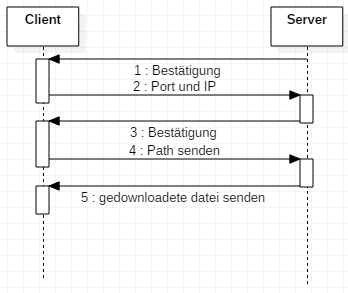 Client Server
1 : Bestätigung
2 : Port und IP
3 : Bestätigung
4 : Path senden
5 : gedownloadete datei senden